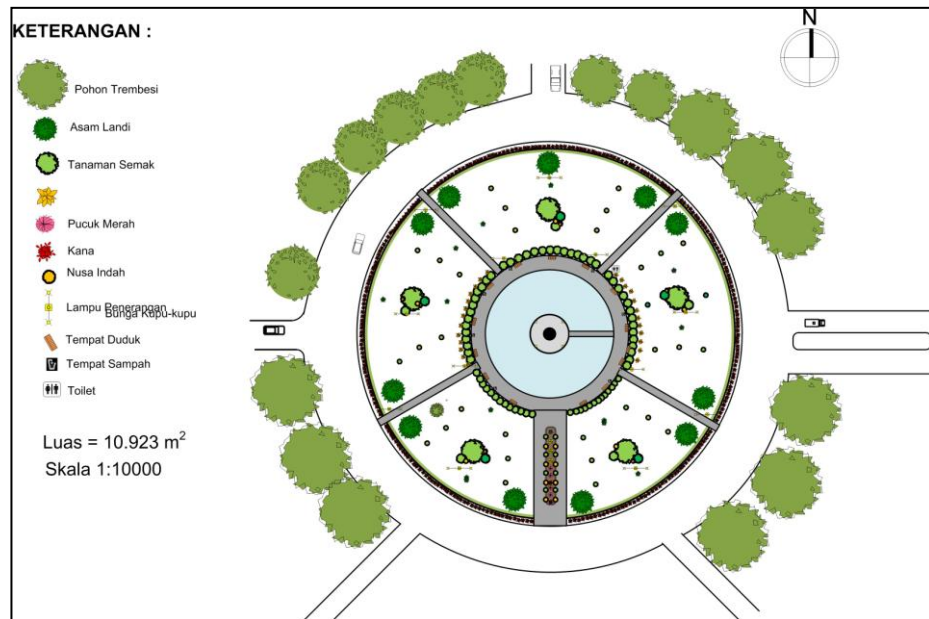 KETERANGAN :
N
Pohon Trembesi
Asam Landi
Tanaman Semak
Pucuk Merah
Kana
Nusa Indah
Lampu Penerangan
Bunga Kupu-kupu
Tempat Duduk
Tempat Sampah
Toilet
Luas = 10.923 m²
Skala 1:10000